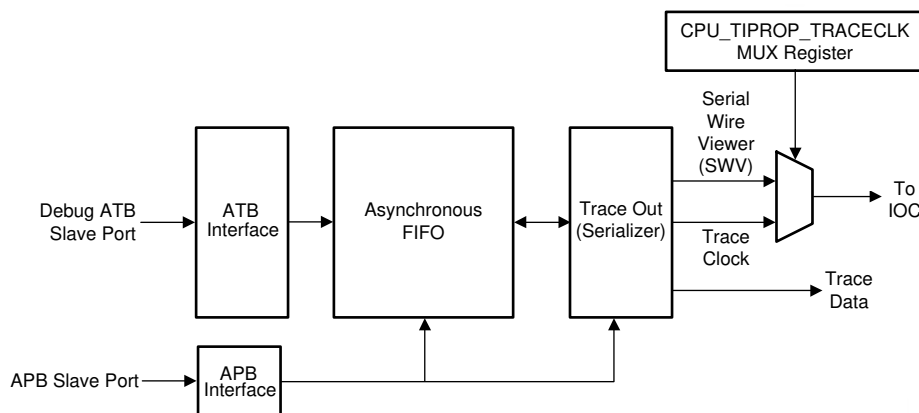 CPU_TIPROP_TRACECLK
MUX Register
Serial
Wire
Viewer
(SWV)
Debug ATB
Slave Port
ATB
Interface
Asynchronous
FIFO
Trace Out
(Serializer)
To
IOC
Trace
Clock
Trace
Data
APB Slave Port
APB
Interface